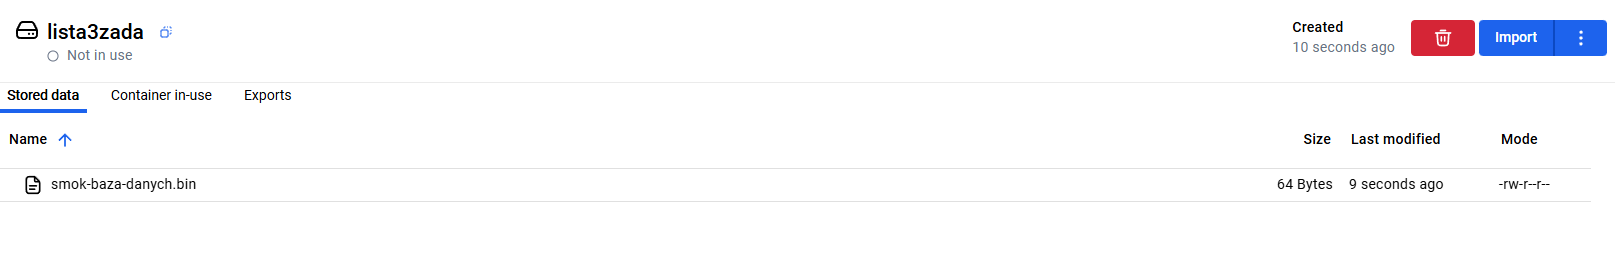 lista3zada
Not in use
Created
10 seconds ago
Import
Stored data Container in-use Exports
Name Size Last modified Mode
smok-baza-danych.bin 64 Bytes 9 seconds ago -rw-r--r--